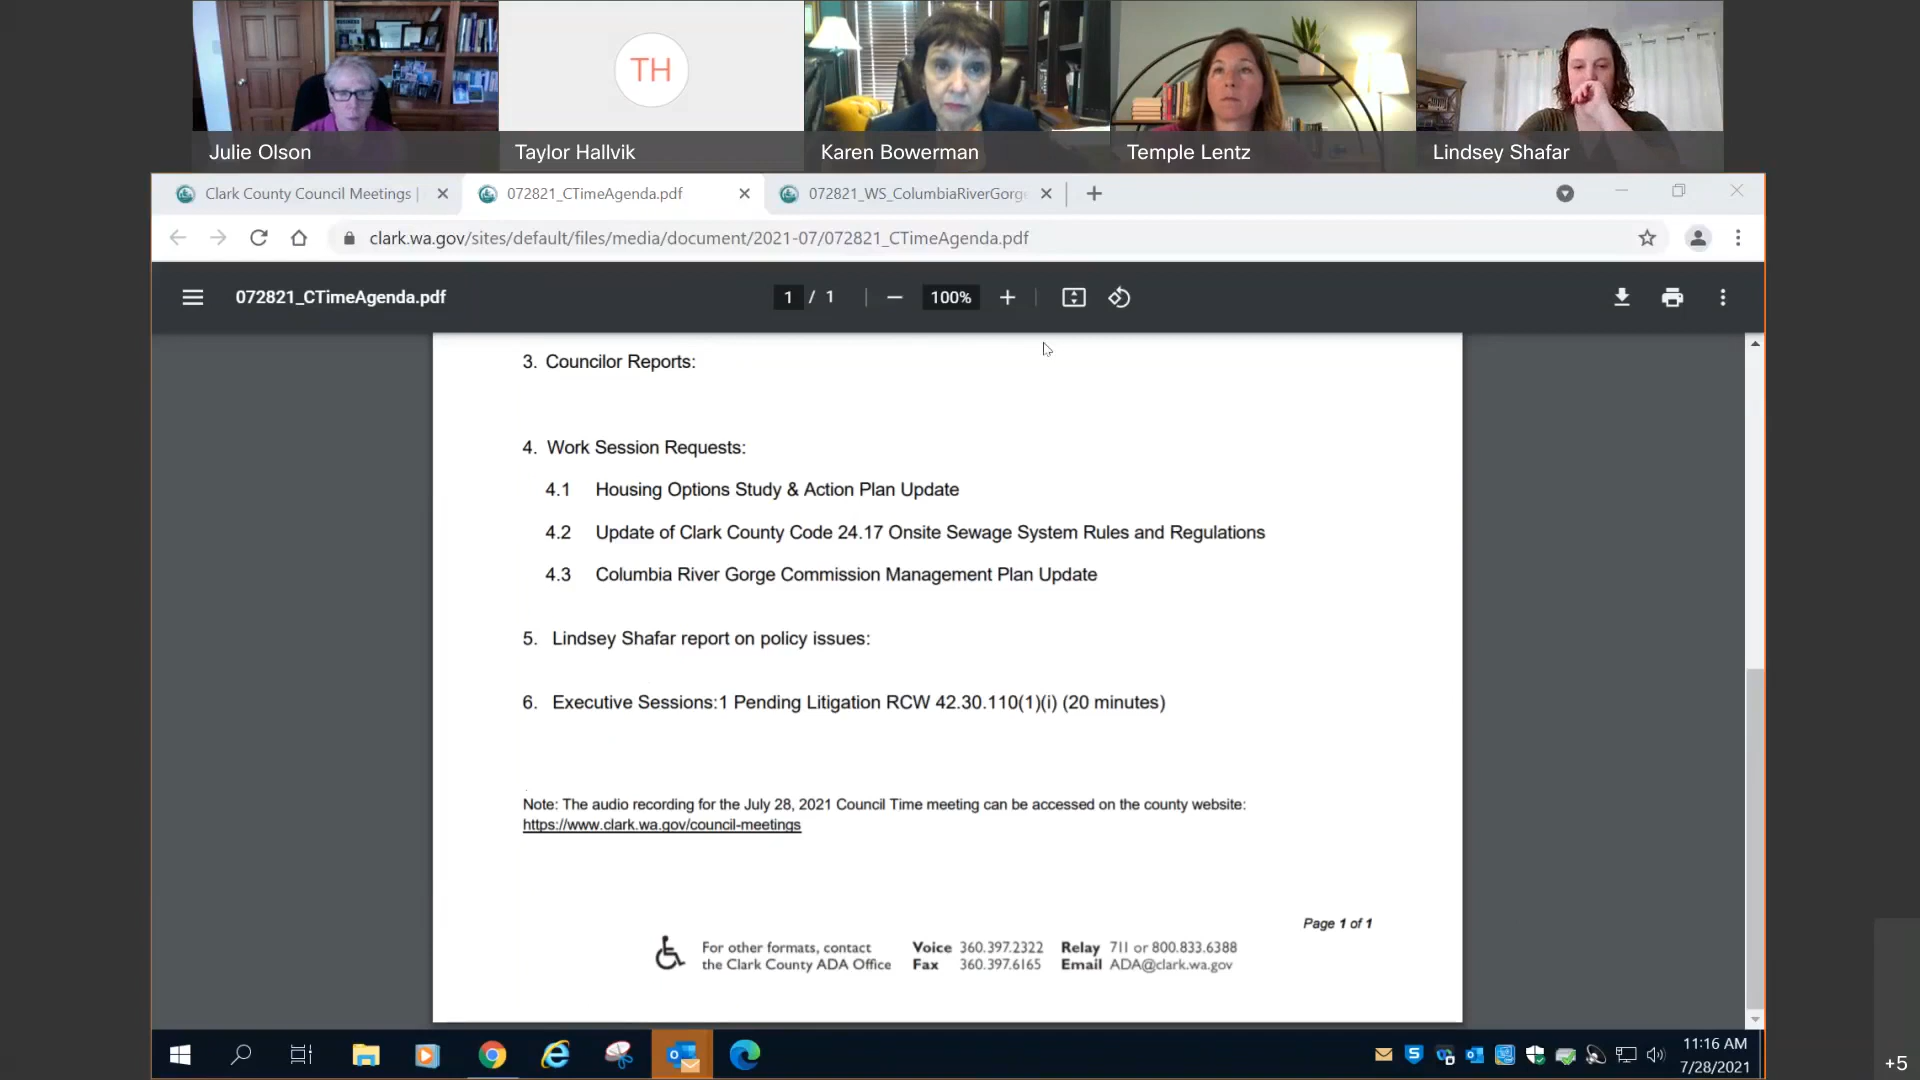 TH
Julie Olson
Taylor Hallvik
Karen Bowerman
Temple Lentz
Lindsey Shafar
Clark County Council Meetings |
072821_CTimeAgenda.pdf
072821_WS_ColumbiaRiverGorge
clark.wa.gov/sites/default/files/media/document/2021-07/072821_CTimeAgenda.pdf
072821_CTimeAgenda.pdf
1 / 1
100%
3. Councilor Reports:
4. Work Session Requests:
4.1 Housing Options Study & Action Plan Update
4.2 Update of Clark County Code 24.17 Onsite Sewage System Rules and Regulations
4.3 Columbia River Gorge Commission Management Plan Update
5. Lindsey Shafar report on policy issues:
6. Executive Sessions:1 Pending Litigation RCW 42.30.110(1)(i) (20 minutes)
Note: The audio recording for the July 28, 2021 Council Time meeting can be accessed on the county website:
https://www.clark.wa.gov/council-meetings
Page 1 of 1
For other formats, contact
the Clark County ADA Office
Voice 360.397.2322 Relay 711 or 800.833.6388
Fax 360.397.6165 Email ADA@clark.wa.gov
11:16 AM
7/28/2021
+5